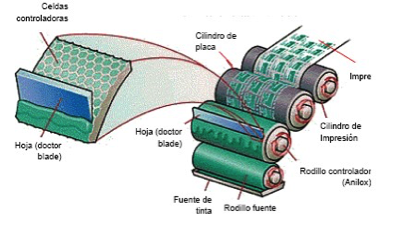 Celdas
controladoras
Cilindro de
placa
Impre
Hoja (doctor
blade)
Cilindro de
Impresión
Hoja (doctor
blade)
Rodillo controlador
(Anilox)
Fuente de
tinta
Rodillo fuente